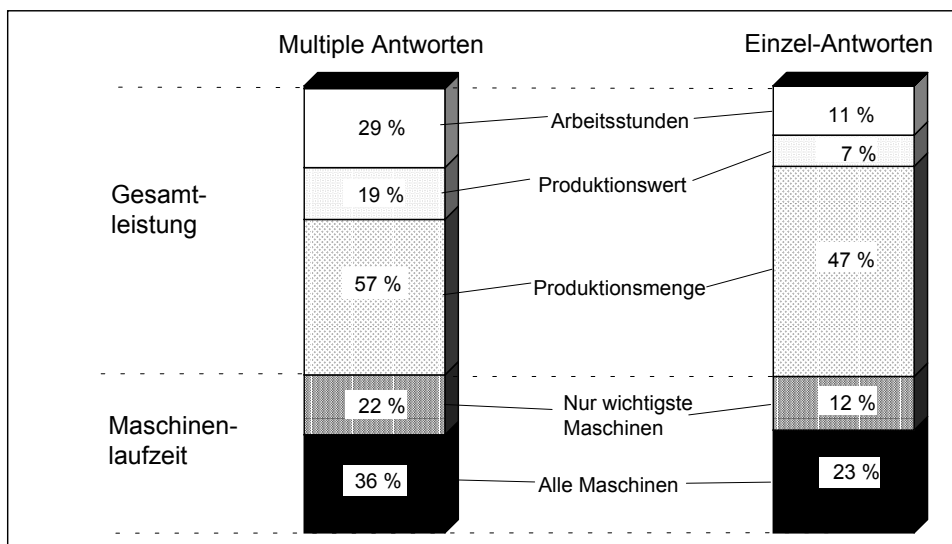 Multiple Antworten
Einzel-Antworten
29 %
Arbeitsstunden
11 %
7 %
Gesamt-
leistung
19 %
Produktionswert
57 %
Produktionsmenge
47 %
Maschinen-
laufzeit
22 %
Nur wichtigste
Maschinen
12 %
36 %
Alle Maschinen
23 %